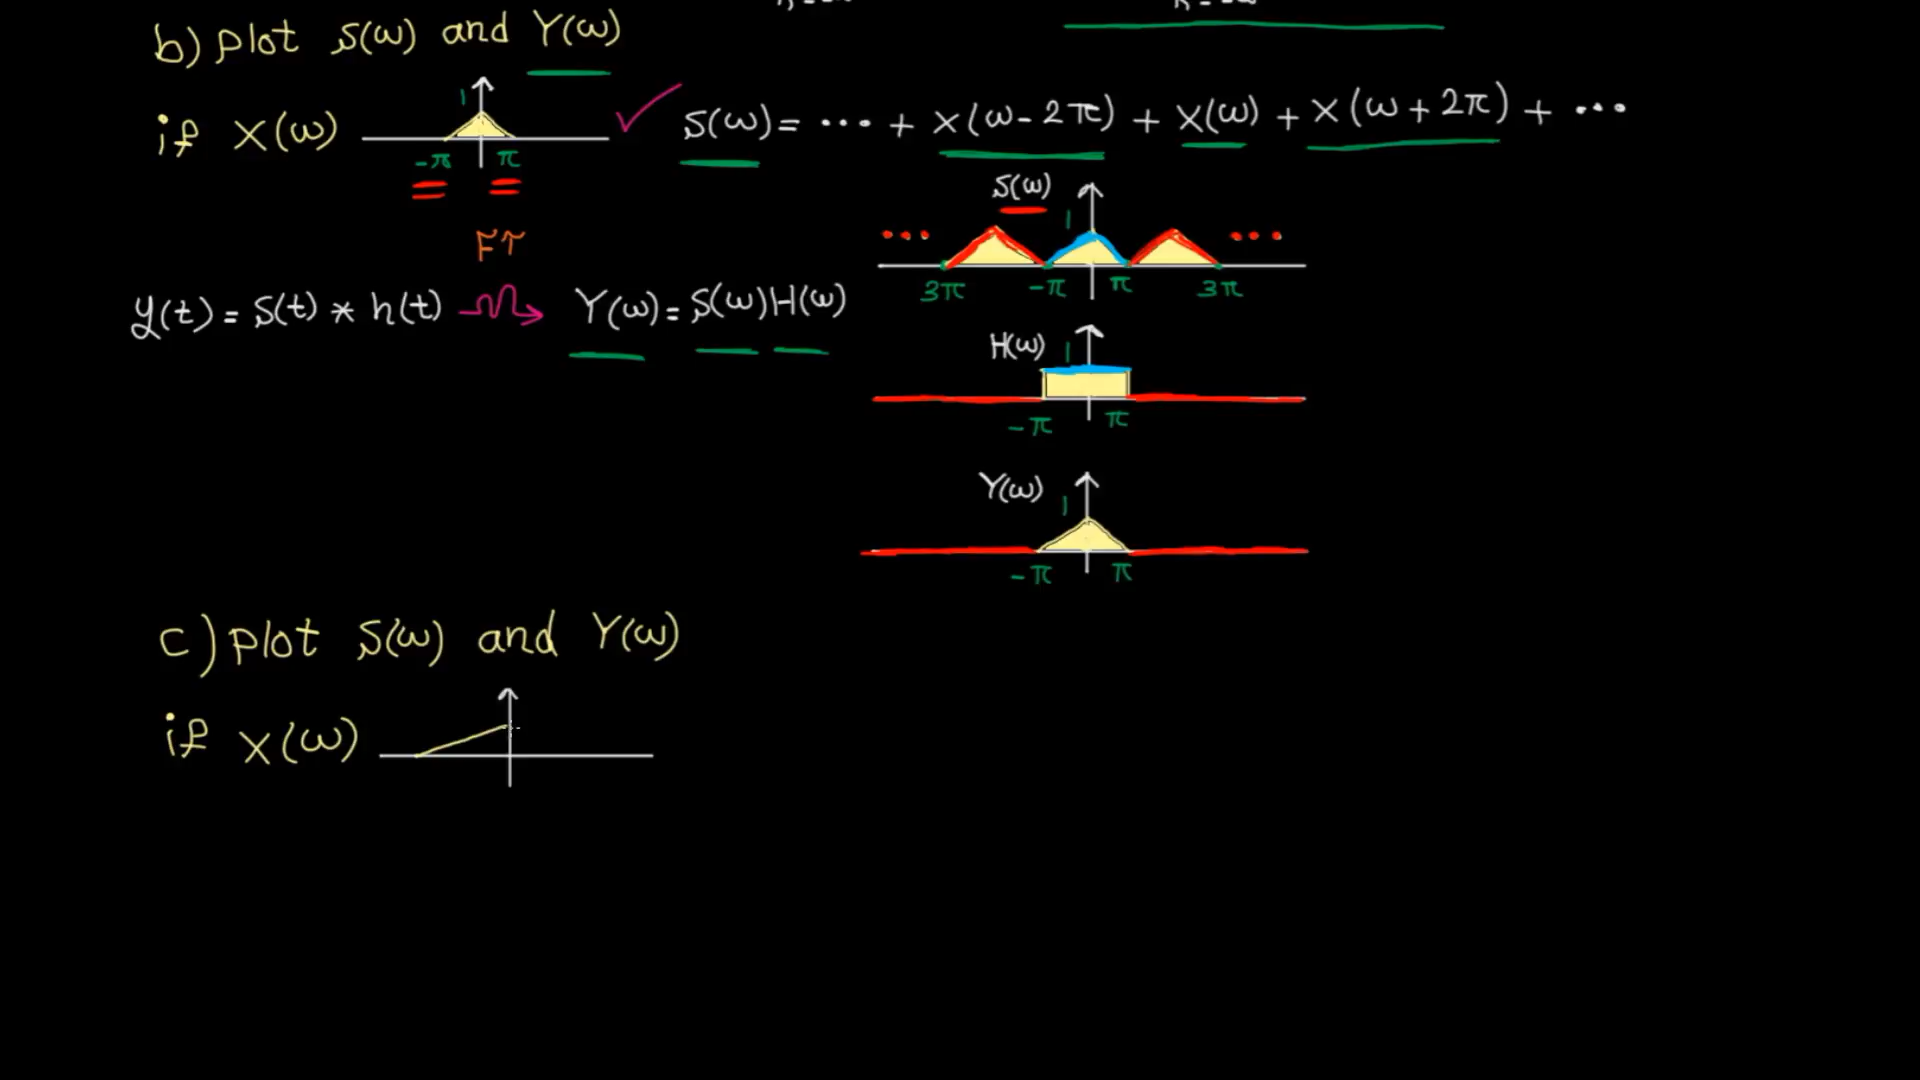 b) plot S(ω) and Y(ω)
if X(ω)
1
-π π
S(ω) = ... + X(ω-2π) + X(ω) + X(ω+2π) + ...
S(ω)
1
... ...
3π -π π 3π
FT
y(t) = S(t) * h(t) Y(ω) = S(ω)H(ω)
H(ω) 1
-π π
Y(ω) 1
-π π
c) plot S(ω) and Y(ω)
if X(ω)